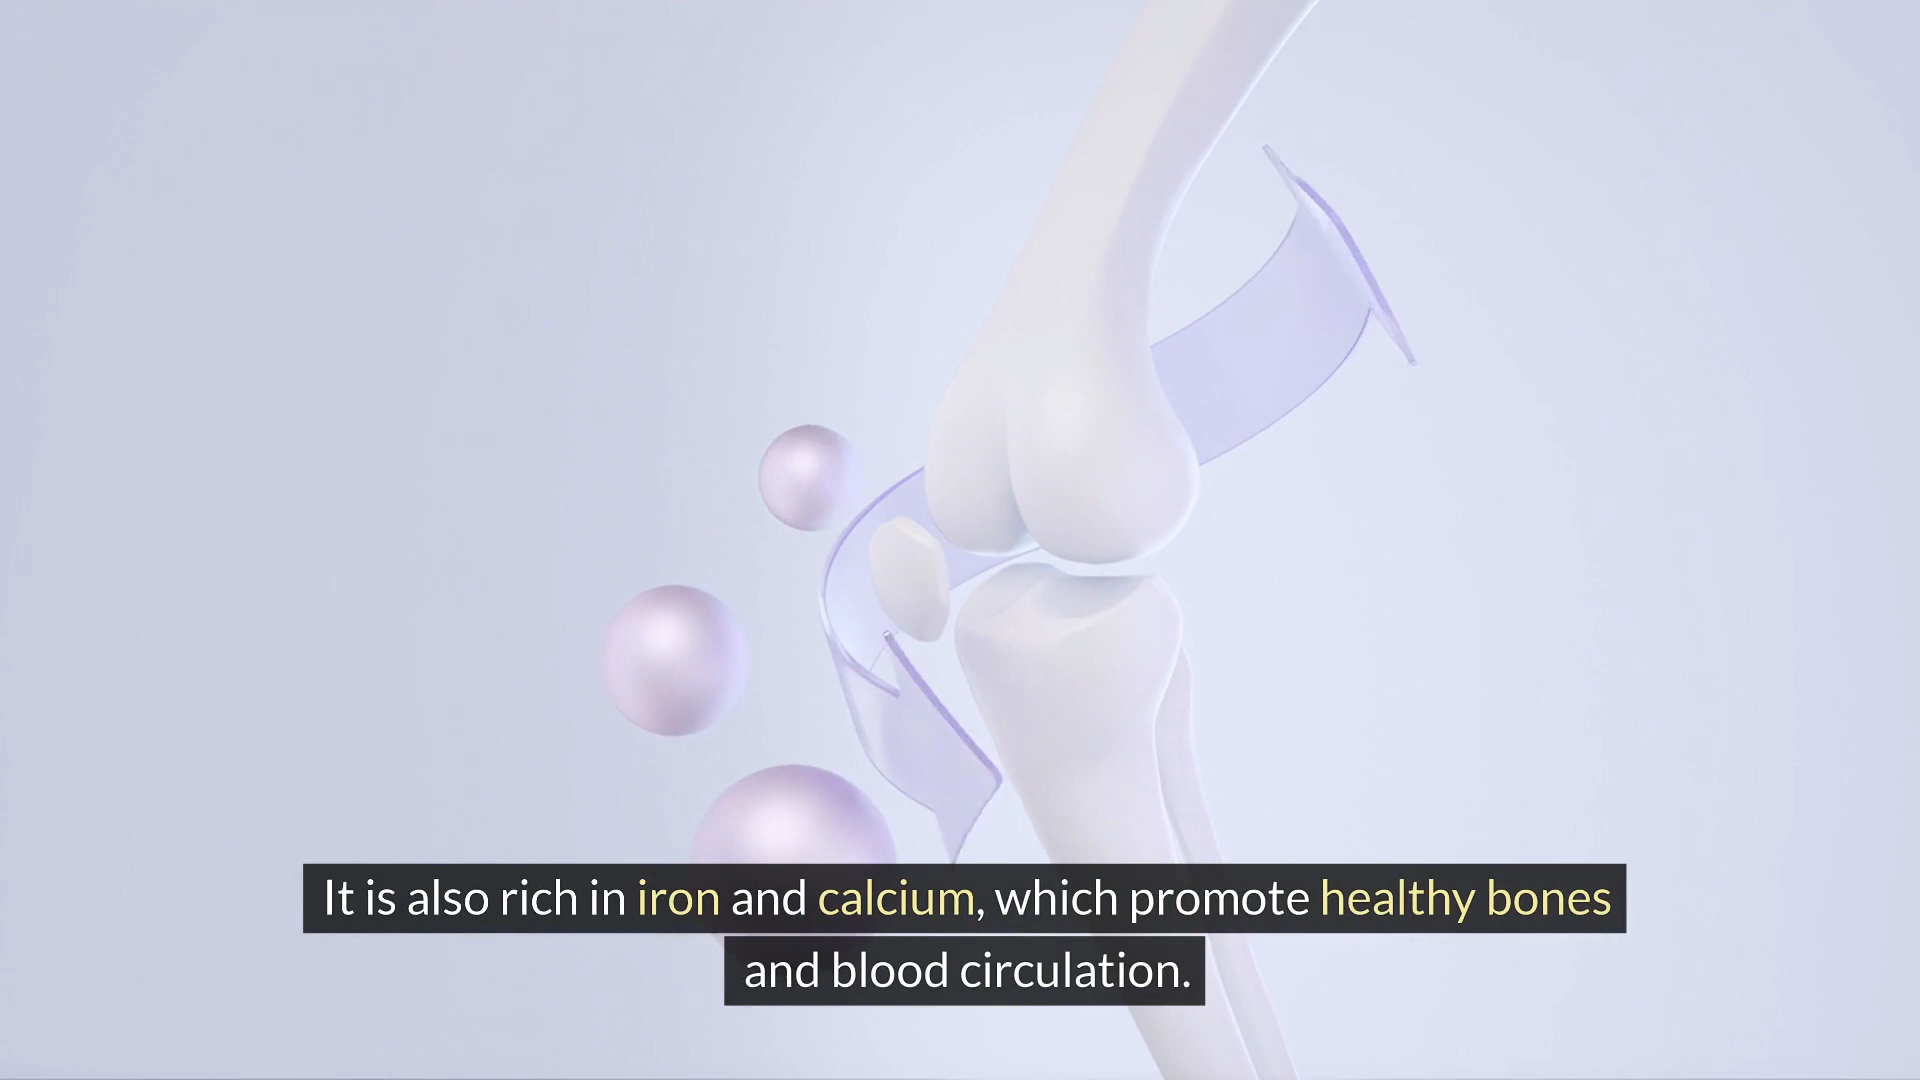 It is also rich in iron and calcium, which promote healthy bones
and blood circulation.